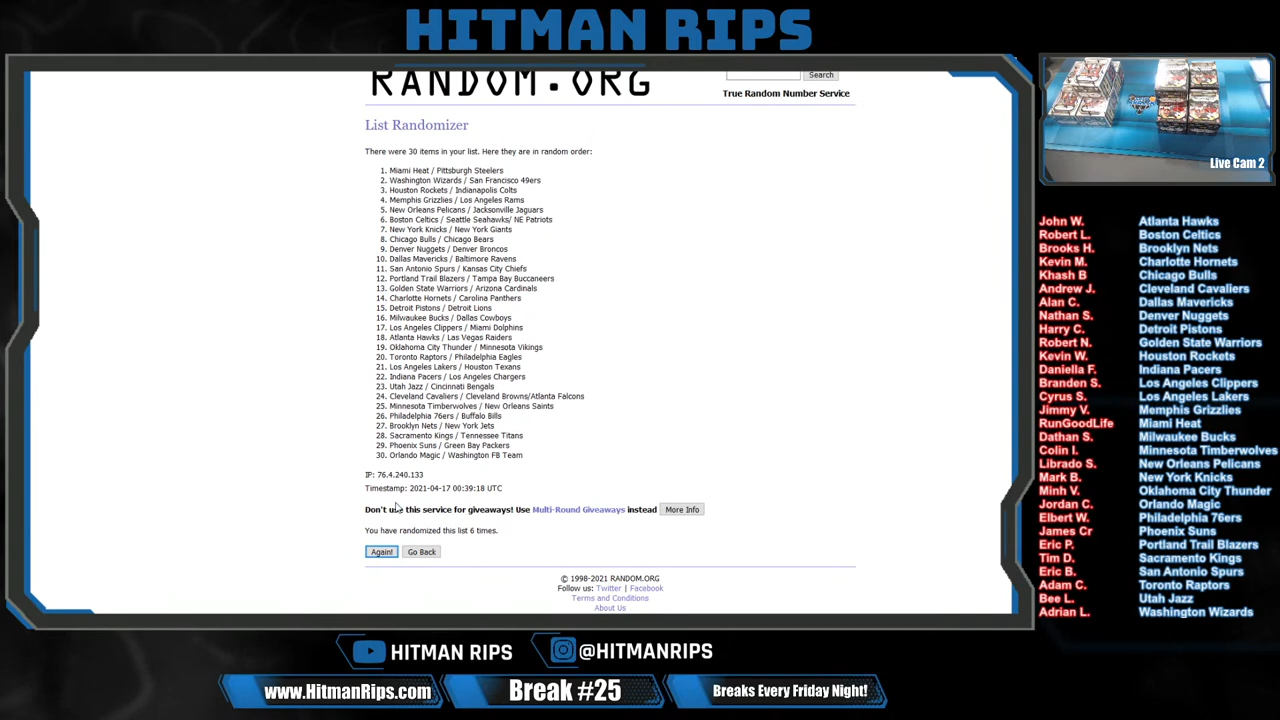 HITMAN RIPS
RANDOM.ORG
Search
True Random Number Service
List Randomizer
There were 30 items in your list. Here they are in random order:
1. Miami Heat / Pittsburgh Steelers
2. Washington Wizards / San Francisco 49ers
3. Houston Rockets / Indianapolis Colts
4. Memphis Grizzlies / Los Angeles Rams
5. New Orleans Pelicans / Jacksonville Jaguars
6. Boston Celtics / Seattle Seahawks/ NE Patriots
7. New York Knicks / New York Giants
8. Chicago Bulls / Chicago Bears
9. Denver Nuggets / Denver Broncos
10. Dallas Mavericks / Baltimore Ravens
11. San Antonio Spurs / Kansas City Chiefs
12. Portland Trail Blazers / Tampa Bay Buccaneers
13. Golden State Warriors / Arizona Cardinals
14. Charlotte Hornets / Carolina Panthers
15. Detroit Pistons / Detroit Lions
16. Milwaukee Bucks / Dallas Cowboys
17. Los Angeles Clippers / Miami Dolphins
18. Atlanta Hawks / Las Vegas Raiders
19. Oklahoma City Thunder / Minnesota Vikings
20. Toronto Raptors / Philadelphia Eagles
21. Los Angeles Lakers / Houston Texans
22. Indiana Pacers / Los Angeles Chargers
23. Utah Jazz / Cincinnati Bengals
24. Cleveland Cavaliers / Cleveland Browns/Atlanta Falcons
25. Minnesota Timberwolves / New Orleans Saints
26. Philadelphia 76ers / Buffalo Bills
27. Brooklyn Nets / New York Jets
28. Sacramento Kings / Tennessee Titans
29. Phoenix Suns / Green Bay Packers
30. Orlando Magic / Washington FB Team
IP: 76.4.240.133
Timestamp: 2021-04-17 00:39:18 UTC
Don't use this service for giveaways! Use Multi-Round Giveaways instead More Info
You have randomized this list 6 times.
Again! Go Back
© 1998-2021 RANDOM.ORG
Follow us: Twitter | Facebook
Terms and Conditions
About Us
Live Cam 2
John W. Atlanta Hawks
Robert L. Boston Celtics
Brooks H. Brooklyn Nets
Kevin M. Charlotte Hornets
Khash B Chicago Bulls
Andrew J. Cleveland Cavaliers
Alan C. Dallas Mavericks
Nathan S. Denver Nuggets
Harry C. Detroit Pistons
Robert N. Golden State Warriors
Kevin W. Houston Rockets
Daniella F. Indiana Pacers
Branden S. Los Angeles Clippers
Cyrus S. Los Angeles Lakers
Jimmy V. Memphis Grizzlies
RunGoodLife Miami Heat
Dathan S. Milwaukee Bucks
Colin I. Minnesota Timberwolves
Librado S. New Orleans Pelicans
Mark B. New York Knicks
Minh V. Oklahoma City Thunder
Jordan C. Orlando Magic
Elbert W. Philadelphia 76ers
James Cr Phoenix Suns
Eric P. Portland Trail Blazers
Tim D. Sacramento Kings
Eric B. San Antonio Spurs
Adam C. Toronto Raptors
Bee L. Utah Jazz
Adrian L. Washington Wizards
HITMAN RIPS @HITMANRIPS
www.HitmanRips.com Break #25 Breaks Every Friday Night!